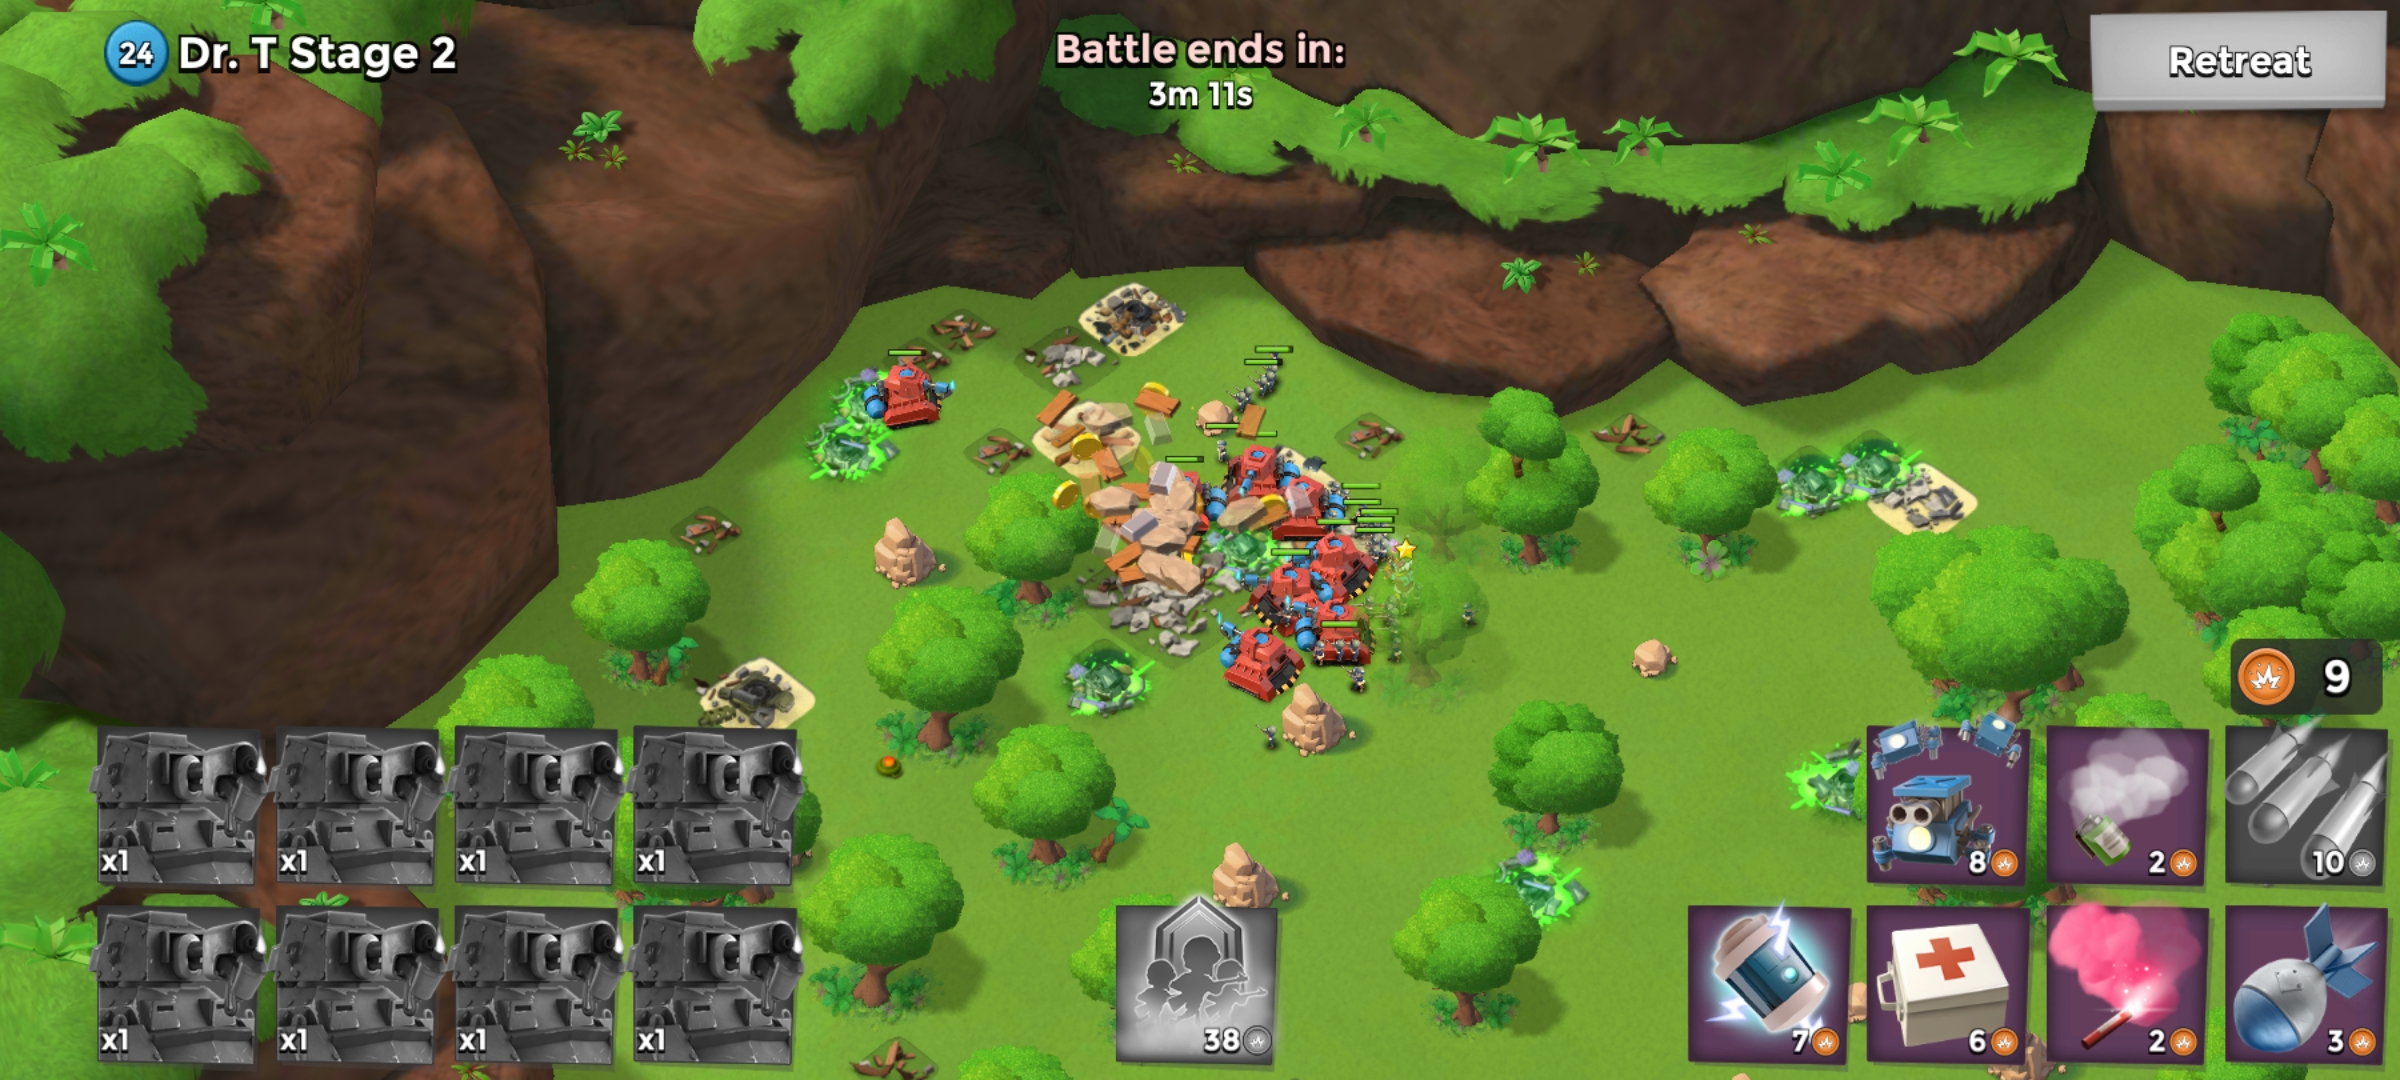 24 Dr. T Stage 2
Battle ends in:
3m 11s
Retreat
9
x1 x1 x1 x1
8 2 10
x1 x1 x1 x1
38
7 6 2 3